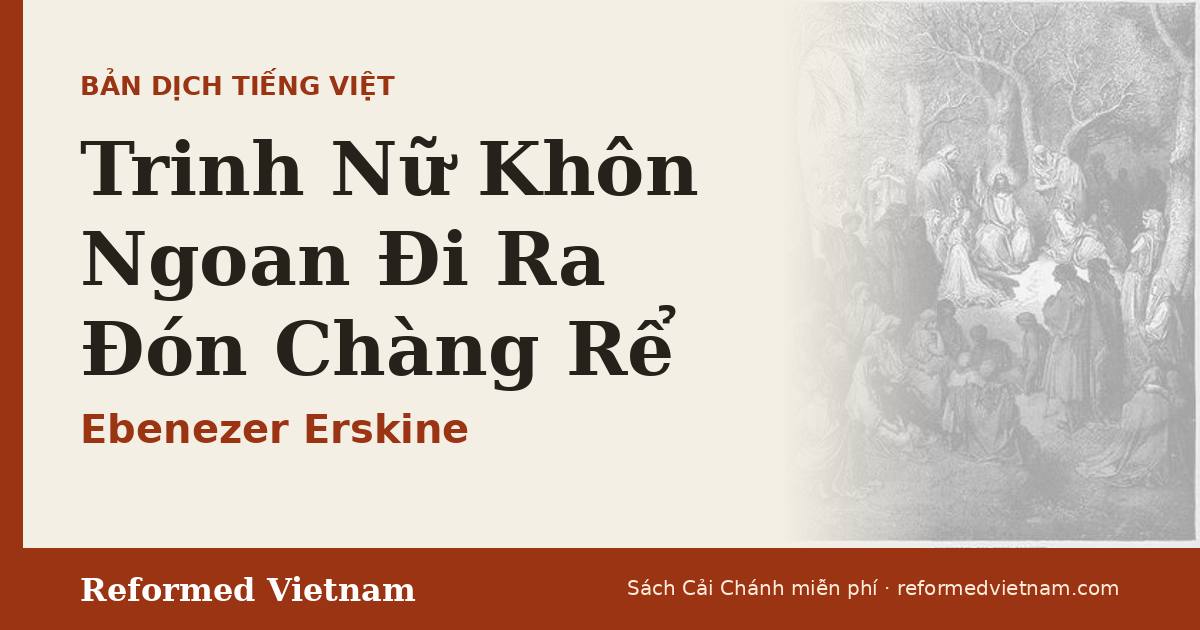 BẢN DỊCH TIẾNG VIỆT
Trinh Nữ Khôn
Ngoan Đi Ra
Đón Chàng Rể
Ebenezer Erskine
Reformed Vietnam
Sách Cải Chánh miễn phí · reformedvietnam.com